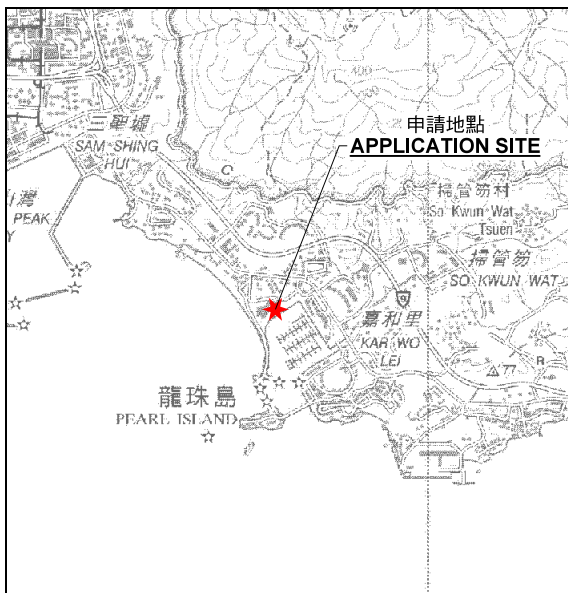 400
申請地點
APPLICATION SITE
三聖墟
SAM SHING
HUI
掃管笏村
So Kwun Wat
Tsuen
PEAK
掃管笏
SO KWUN WAT
9
嘉和里
KAR WO
LEI
77
龍珠島
PEARL ISLAND